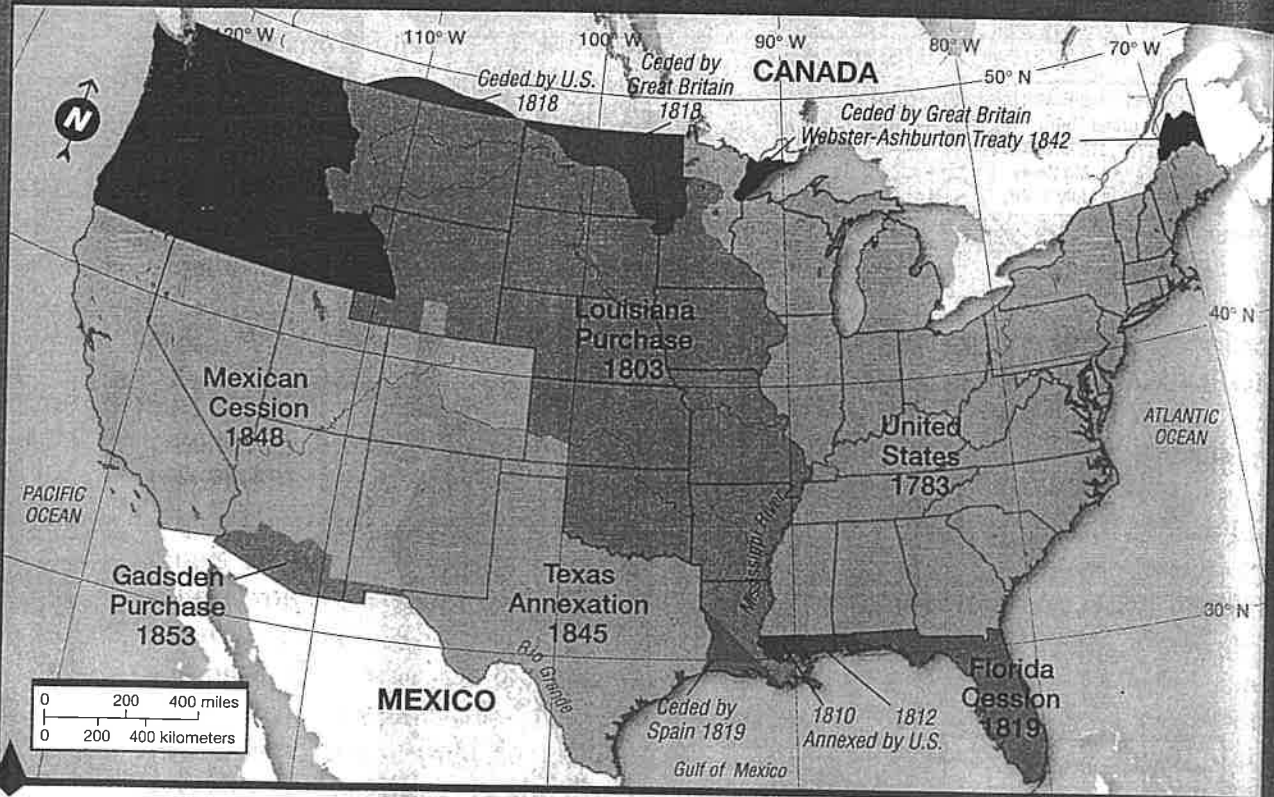 120° W
110° W
100° W
90° W
80° W
70° W
50° N
CANADA
N
Ceded by U.S.
1818
Ceded by
Great Britain
1818
Ceded by Great Britain
Webster-Ashburton Treaty 1842
Louisiana
Purchase
1803
40° N
Mexican
Cession
1848
United
States
1783
ATLANTIC
OCEAN
PACIFIC
OCEAN
Mississippi River
Gadsden
Purchase
1853
Texas
Annexation
1845
30° N
Rio Grande
Florida
Cession
1819
MEXICO
Ceded by
Spain 1819
1810
1812
Annexed by U.S.
Gulf of Mexico
0 200 400 miles
0 200 400 kilometers